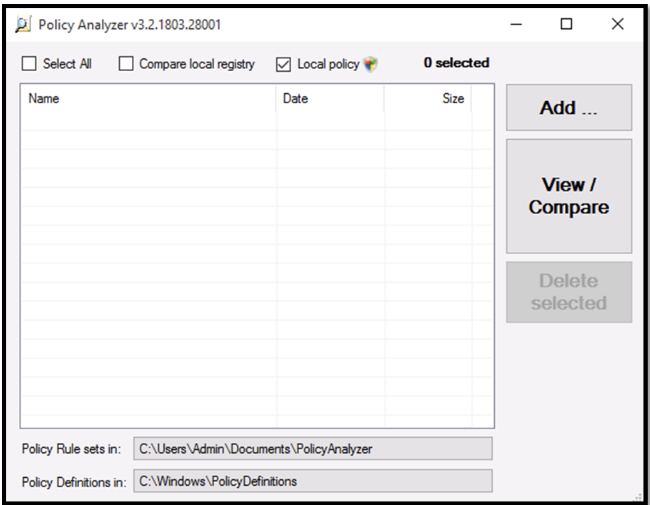 Policy Analyzer v3.2.1803.28001
Select All Compare local registry Local policy 0 selected
Name Date Size
Add ...
View /
Compare
Delete
selected
Policy Rule sets in: C:\Users\Admin\Documents\PolicyAnalyzer
Policy Definitions in: C:\Windows\PolicyDefinitions